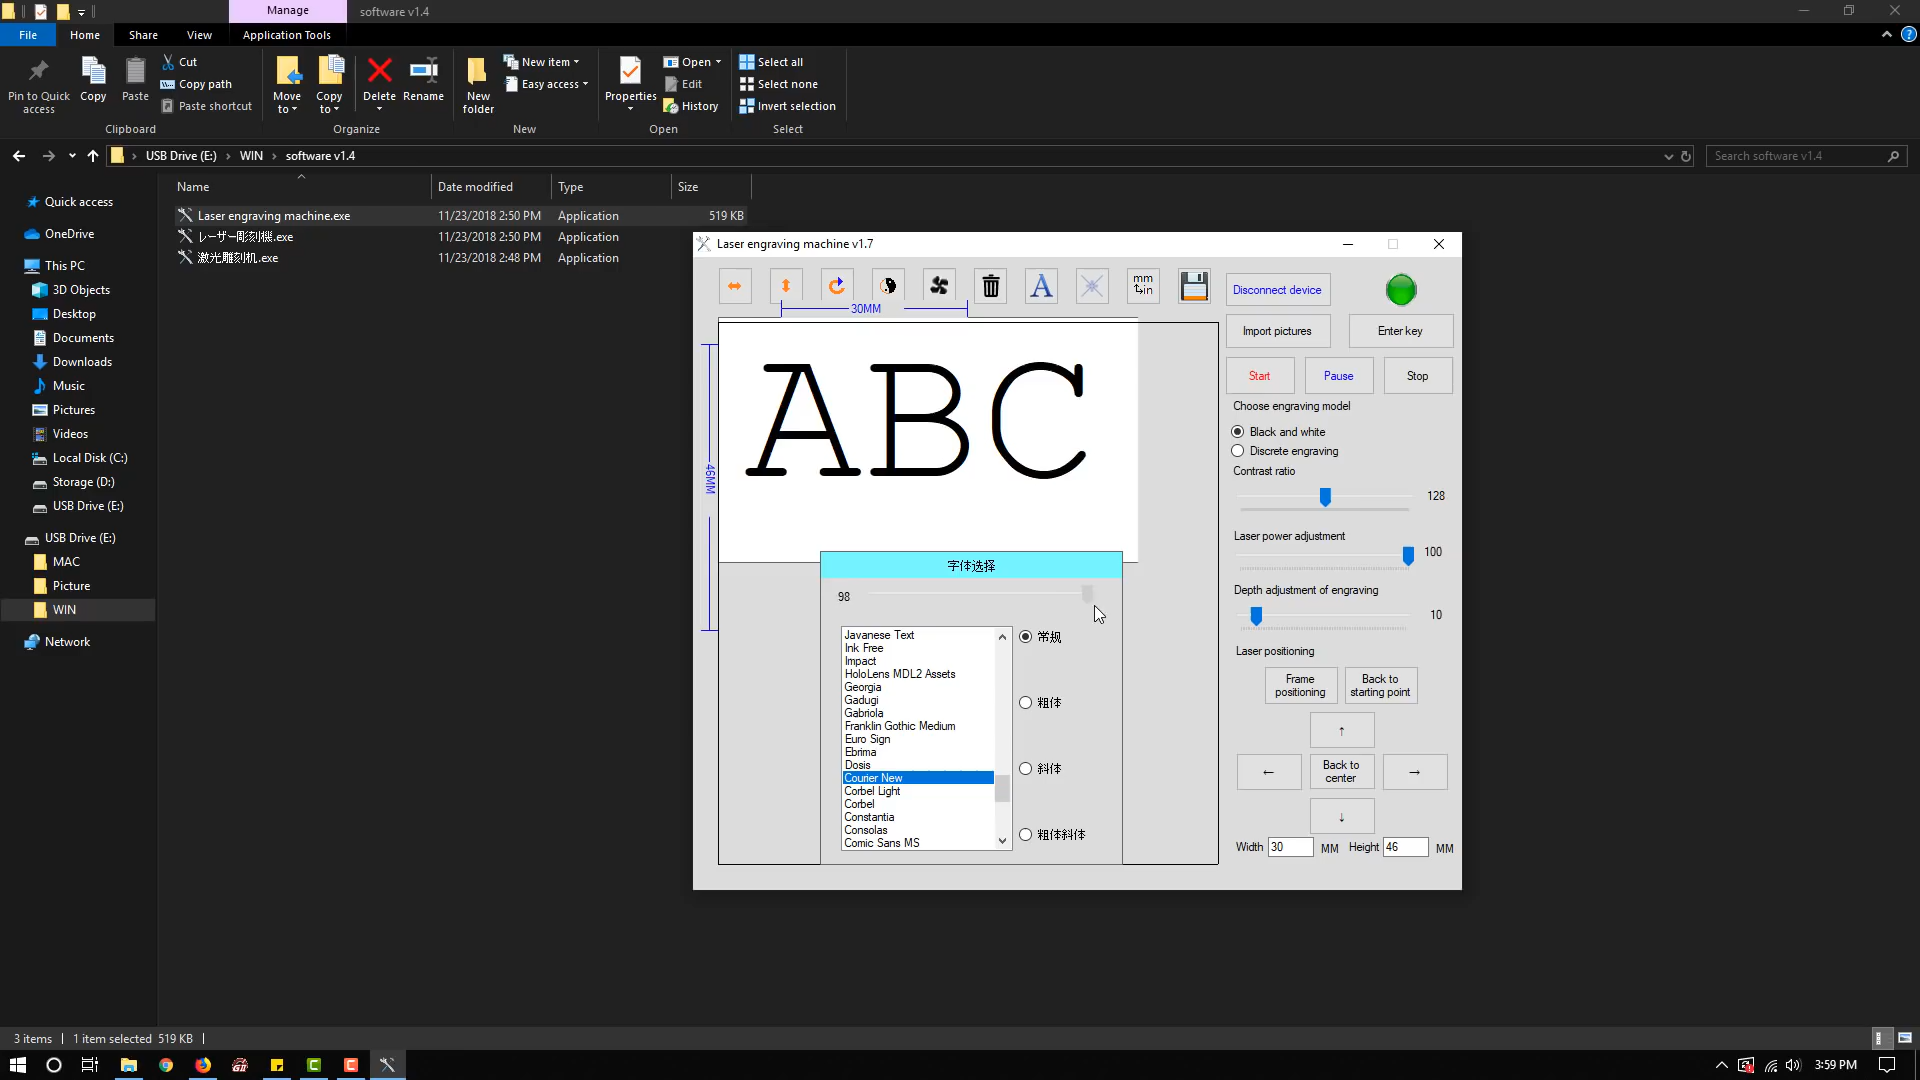 Manage
software v1.4
File
Home
Share
View
Application Tools
Pin to Quick access
Copy
Paste
Cut
Copy path
Paste shortcut
Clipboard
Move to
Copy to
Delete
Rename
Organize
New folder
New item
Easy access
New
Properties
Open
Edit
History
Open
Select all
Select none
Invert selection
Select
USB Drive (E:)
WIN
software v1.4
Search software v1.4
Name
Date modified
Type
Size
Laser engraving machine.exe 11/23/2018 2:50 PM Application 519 KB
レーザー彫刻機.exe 11/23/2018 2:50 PM Application
激光雕刻机.exe 11/23/2018 2:48 PM Application
Quick access
OneDrive
This PC
3D Objects
Desktop
Documents
Downloads
Music
Pictures
Videos
Local Disk (C:)
Storage (D:)
USB Drive (E:)
USB Drive (E:)
MAC
Picture
WIN
Network
Laser engraving machine v1.7
A
mm
in
30MM
46MM
ABC
Disconnect device
Import pictures
Enter key
Start
Pause
Stop
Choose engraving model
Black and white
Discrete engraving
Contrast ratio
128
Laser power adjustment
100
Depth adjustment of engraving
10
Laser positioning
Frame positioning
Back to starting point
↑
←
Back to center
→
↓
Width 30 MM Height 46 MM
字体选择
98
Javanese Text
Ink Free
Impact
HoloLens MDL2 Assets
Georgia
Gadugi
Gabriola
Franklin Gothic Medium
Euro Sign
Ebrima
Dosis
Courier New
Corbel Light
Corbel
Constantia
Consolas
Comic Sans MS
常规
粗体
斜体
粗体斜体
3 items
1 item selected 519 KB
3:59 PM